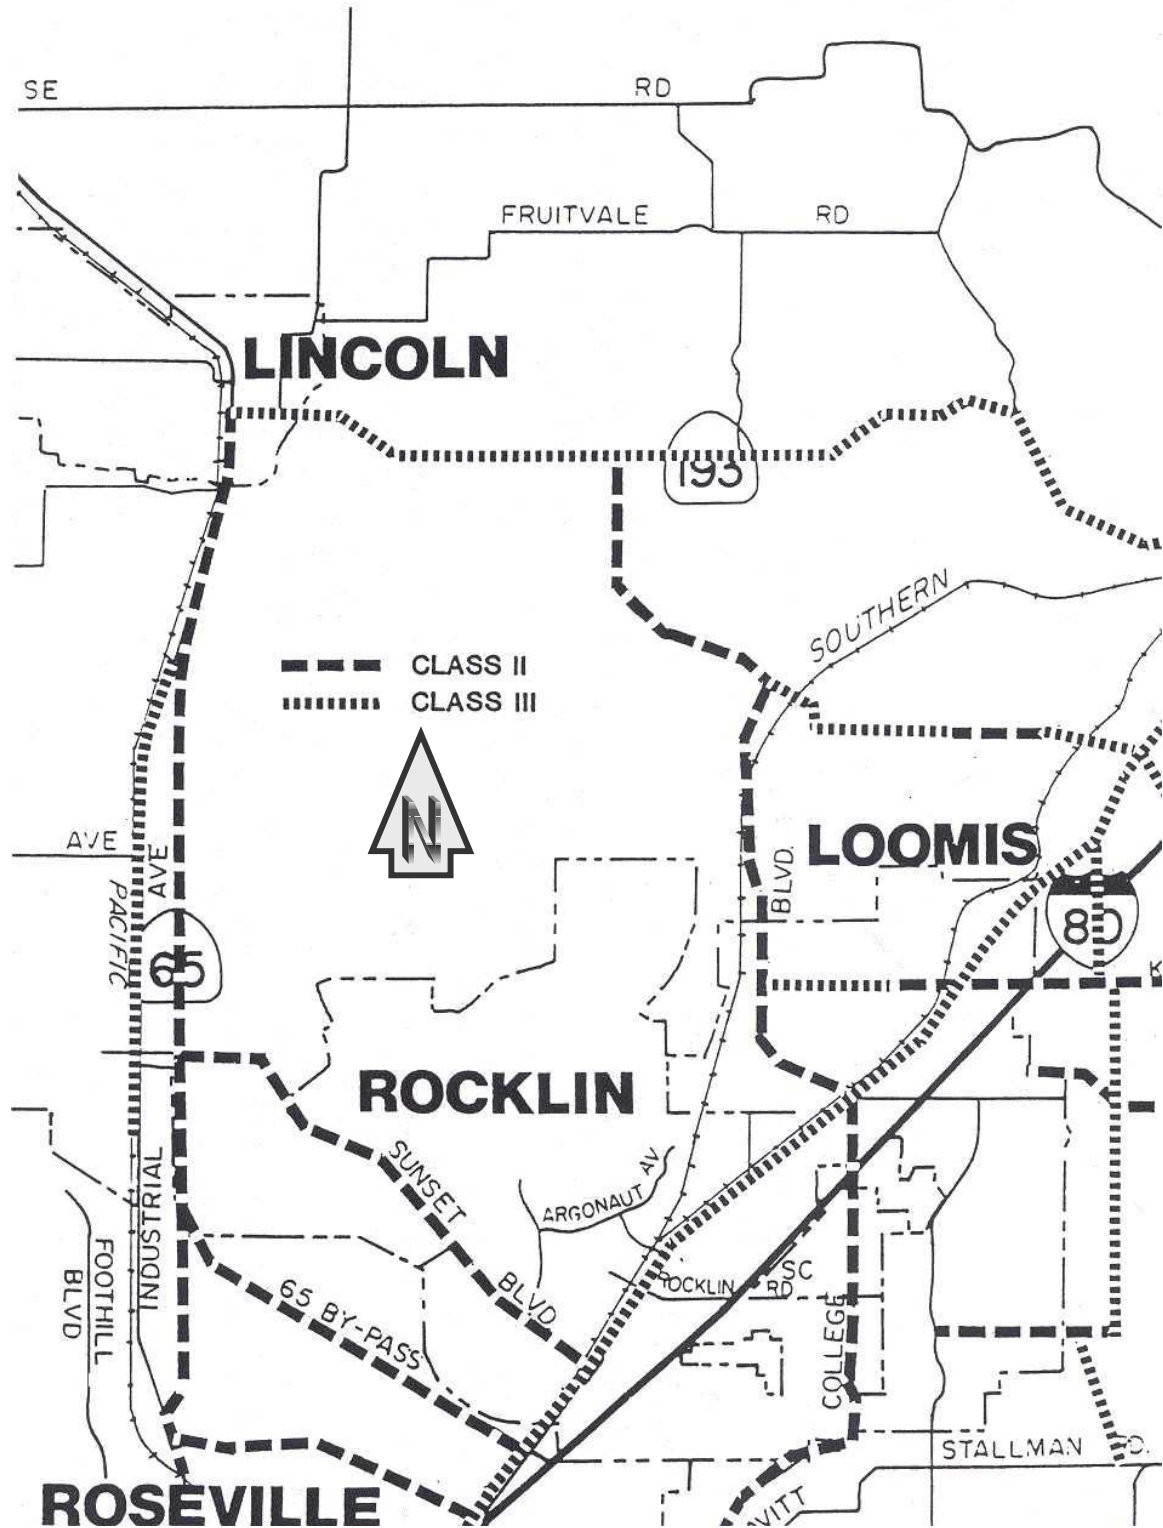 SE
RD
FRUITVALE RD
LINCOLN
193
SOUTHERN
CLASS II
CLASS III
N
AVE
AVE
PACIFIC
LOOMIS
BLVD.
65
80
K
ROCKLIN
SUNSET
BLVD
ARGONAUT AV
INDUSTRIAL
FOOTHILL
BLVD
65 BY-PASS
ROCKLIN RD
SC
COLLEGE
STALLMAN
ROSEVILLE